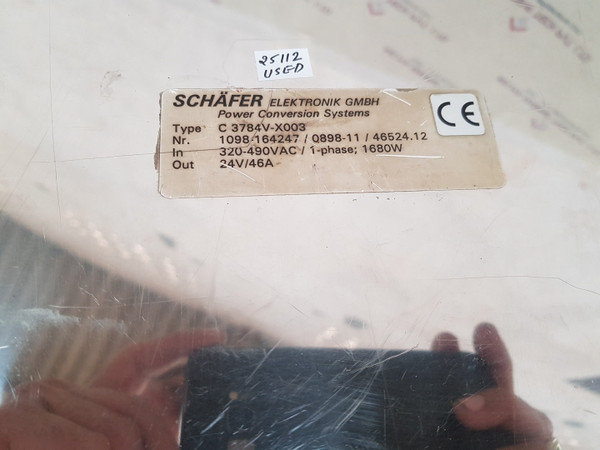 25112
USED
SCHÄFER ELEKTRONIK GMBH
Power Conversion Systems
Type C 3784V-X003
Nr. 1098-164247 / 0898-11 / 46524.12
In 320-490VAC / 1-phase; 1680W
Out 24V/46A
CE